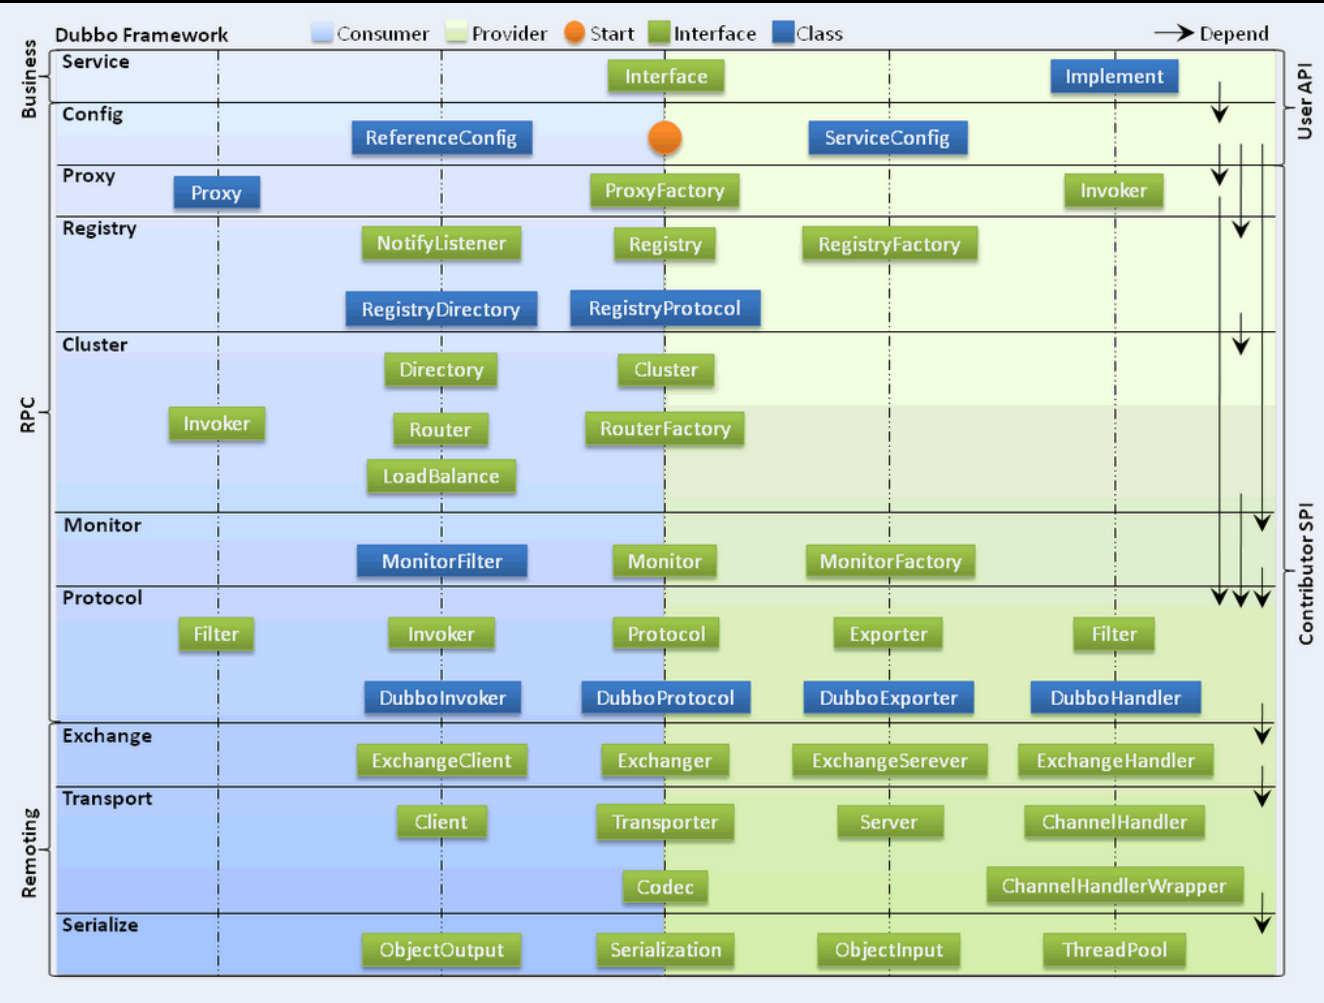 Dubbo Framework
Consumer
Provider
Start
Interface
Class
Depend
Business
User API
Service
Interface
Implement
Config
ReferenceConfig
ServiceConfig
RPC
Contributor SPI
Proxy
Proxy
ProxyFactory
Invoker
Registry
NotifyListener
Registry
RegistryFactory
RegistryDirectory
RegistryProtocol
Cluster
Directory
Cluster
Invoker
Router
RouterFactory
LoadBalance
Monitor
MonitorFilter
Monitor
MonitorFactory
Protocol
Filter
Invoker
Protocol
Exporter
Filter
DubboInvoker
DubboProtocol
DubboExporter
DubboHandler
Remoting
Exchange
ExchangeClient
Exchanger
ExchangeSerever
ExchangeHandler
Transport
Client
Transporter
Server
ChannelHandler
Codec
ChannelHandlerWrapper
Serialize
ObjectOutput
Serialization
ObjectInput
ThreadPool